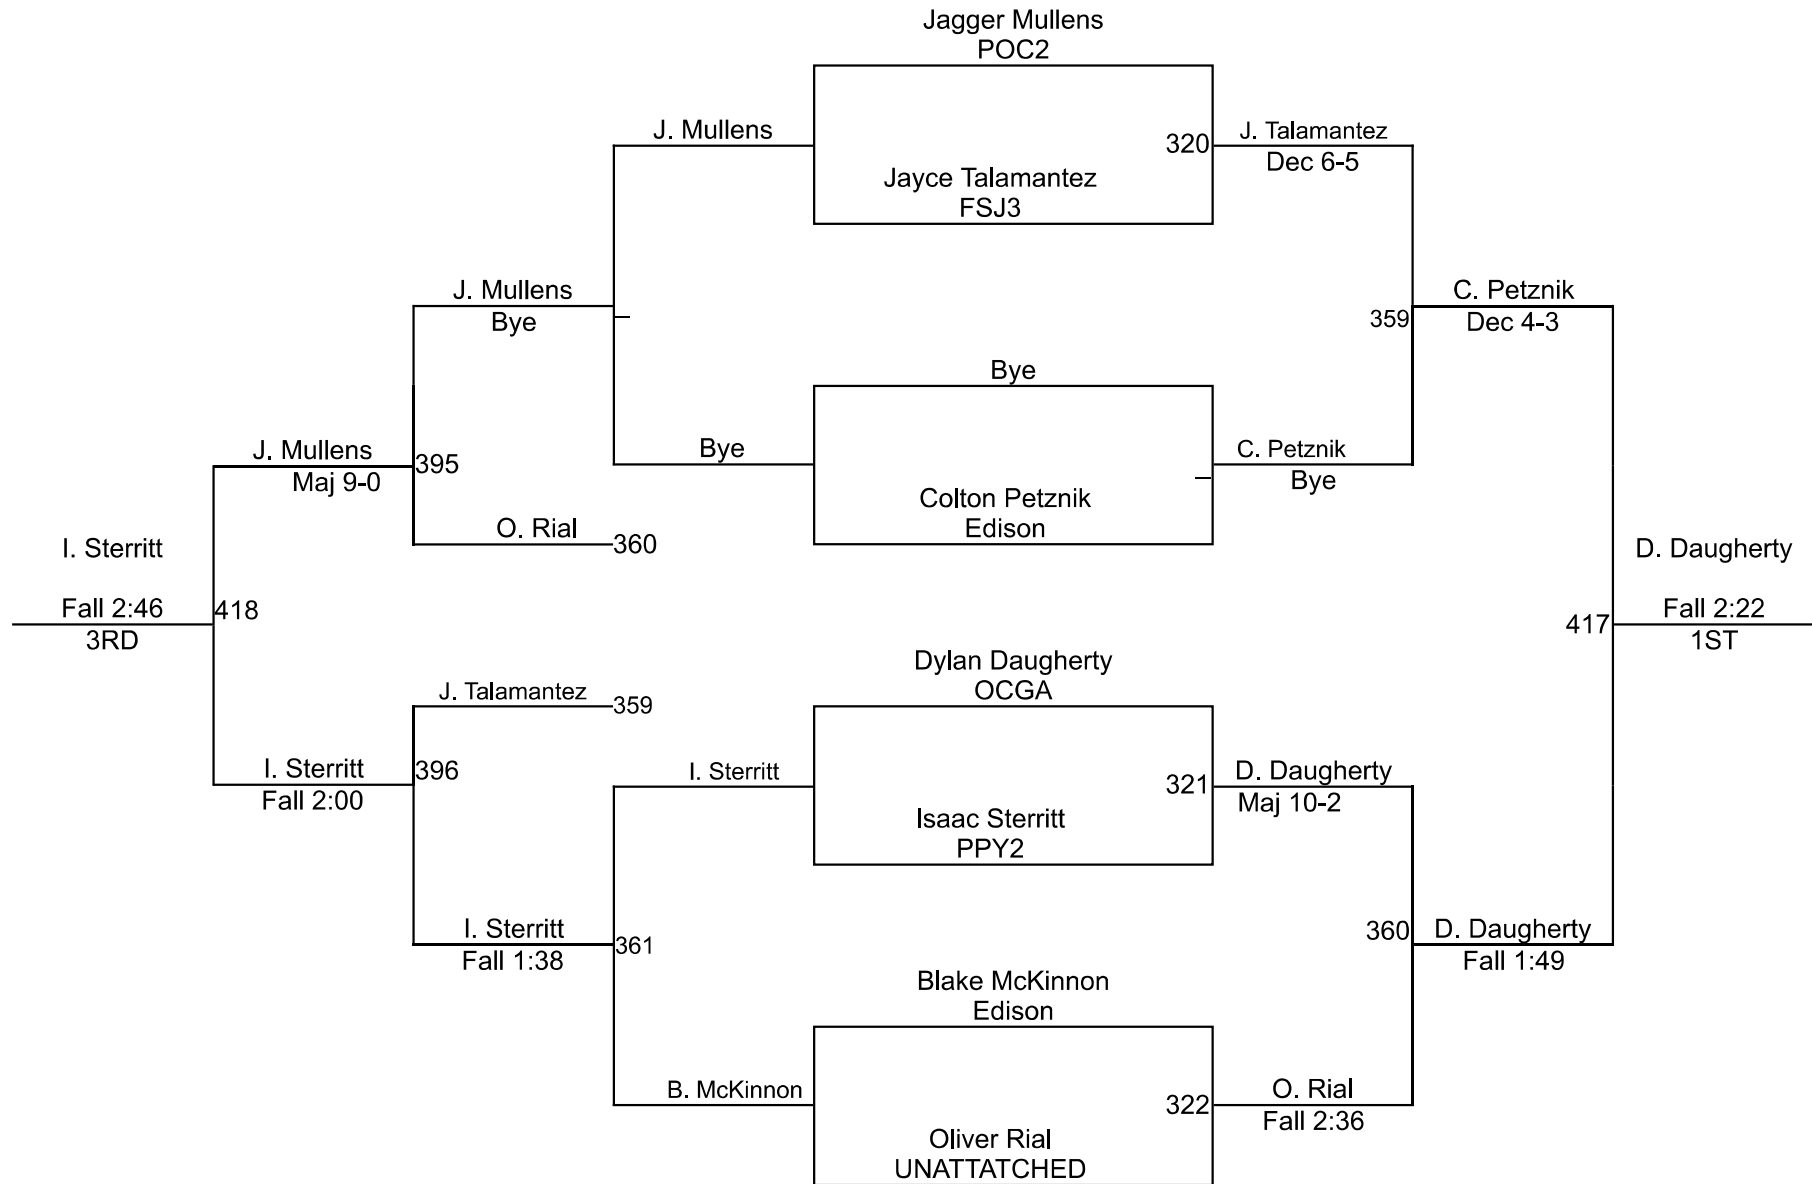 Jagger Mullens
POC2
J. Mullens
320
J. Talamantez
Dec 6-5
Jayce Talamantez
FSJ3
J. Mullens
Bye
359
C. Petznik
Dec 4-3
Bye
J. Mullens
Maj 9-0
395
Bye
C. Petznik
Bye
Colton Petznik
Edison
O. Rial
360
I. Sterritt
Fall 2:46
3RD
418
D. Daugherty
Fall 2:22
1ST
417
Dylan Daugherty
OCGA
J. Talamantez
359
I. Sterritt
Fall 2:00
396
I. Sterritt
321
D. Daugherty
Maj 10-2
Isaac Sterritt
PPY2
I. Sterritt
Fall 1:38
361
360
D. Daugherty
Fall 1:49
Blake McKinnon
Edison
B. McKinnon
322
O. Rial
Fall 2:36
Oliver Rial
UNATTATCHED